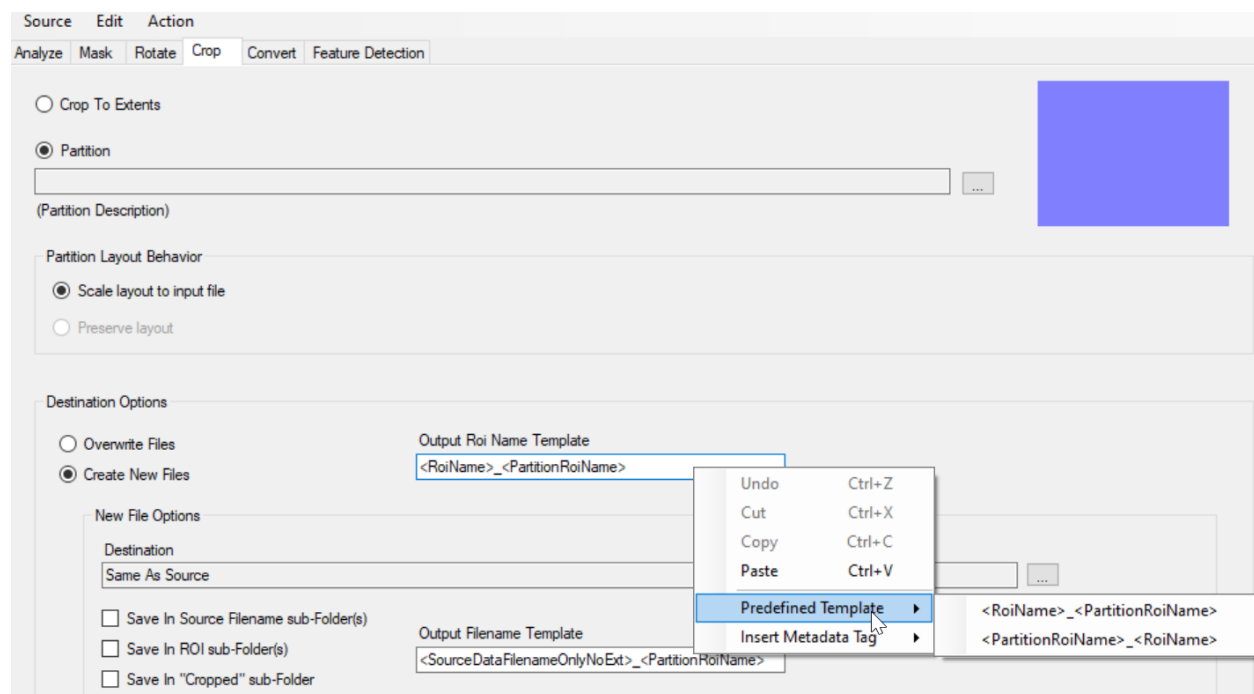 Source Edit Action
Analyze Mask Rotate Crop Convert Feature Detection
Crop To Extents
Partition
...
(Partition Description)
Partition Layout Behavior
Scale layout to input file
Preserve layout
Destination Options
Overwrite Files
Create New Files
Output Roi Name Template
<RoiName>_<PartitionRoiName>
New File Options
Destination
Same As Source
...
Save In Source Filename sub-Folder(s)
Save In ROI sub-Folder(s)
Save In "Cropped" sub-Folder
Output Filename Template
<SourceDataFilenameOnlyNoExt>_<PartitionRoiName>
Undo Ctrl+Z
Cut Ctrl+X
Copy Ctrl+C
Paste Ctrl+V
Predefined Template
Insert Metadata Tag
<RoiName>_<PartitionRoiName>
<PartitionRoiName>_<RoiName>